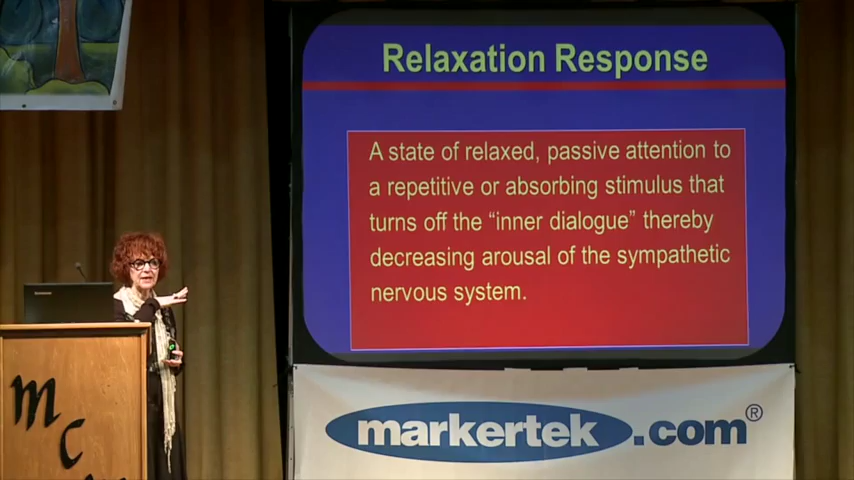 Relaxation Response
A state of relaxed, passive attention to
a repetitive or absorbing stimulus that
turns off the “inner dialogue” thereby
decreasing arousal of the sympathetic
nervous system.
markertek.com®
m
c